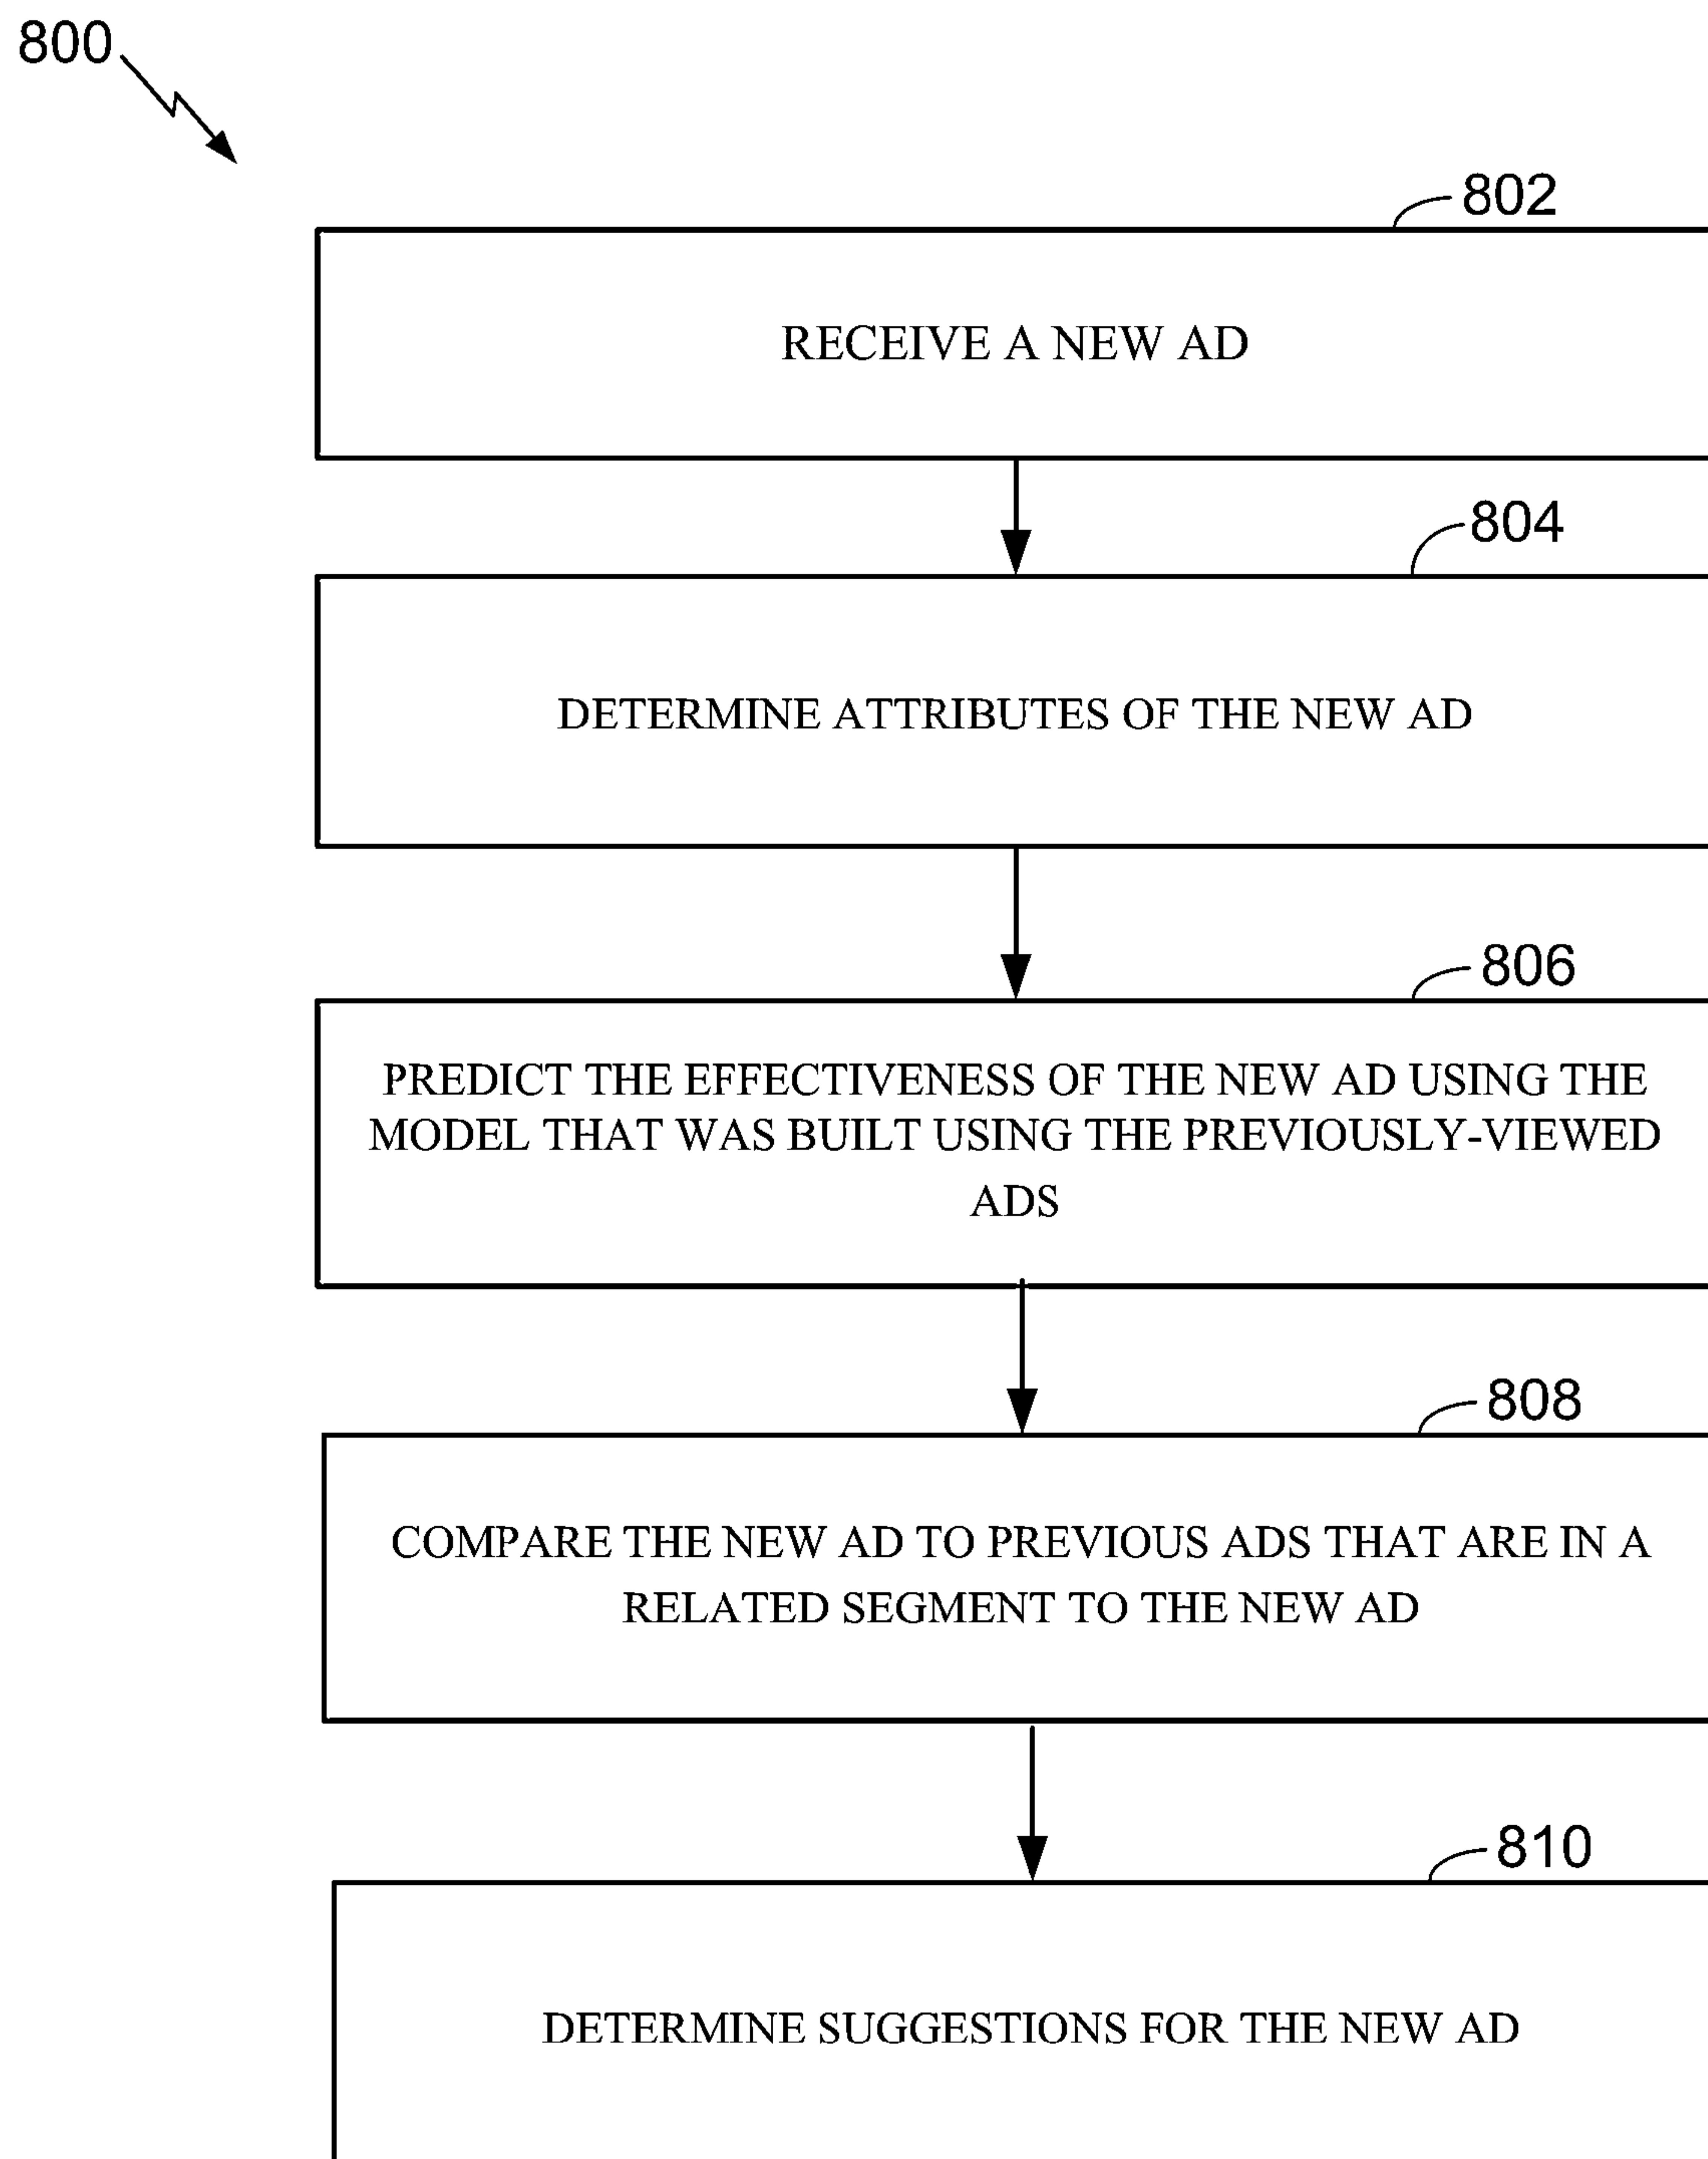 800
802
RECEIVE A NEW AD
804
DETERMINE ATTRIBUTES OF THE NEW AD
806
PREDICT THE EFFECTIVENESS OF THE NEW AD USING THE
MODEL THAT WAS BUILT USING THE PREVIOUSLY-VIEWED
ADS
808
COMPARE THE NEW AD TO PREVIOUS ADS THAT ARE IN A
RELATED SEGMENT TO THE NEW AD
810
DETERMINE SUGGESTIONS FOR THE NEW AD